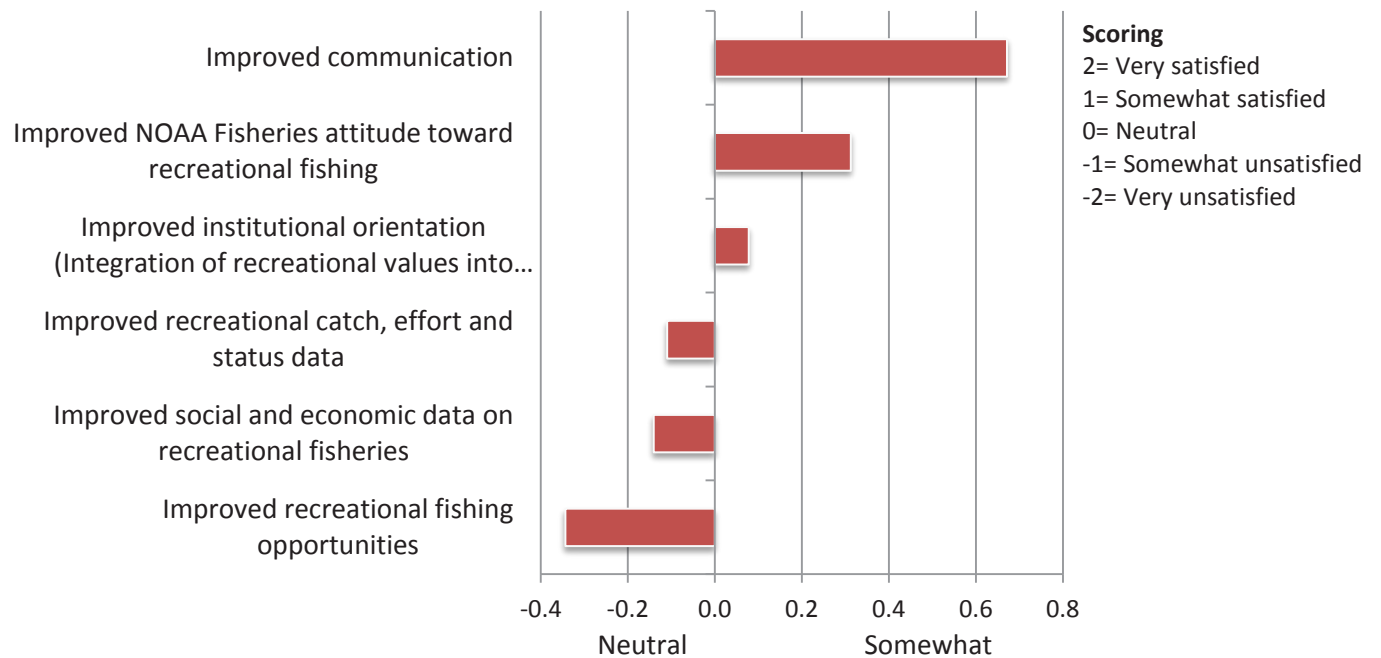 Improved communication
Improved NOAA Fisheries attitude toward
recreational fishing
Improved institutional orientation
(Integration of recreational values into…
Improved recreational catch, effort and
status data
Improved social and economic data on
recreational fisheries
Improved recreational fishing
opportunities
-0.4 -0.2 0.0 0.2 0.4 0.6 0.8
Neutral Somewhat
Scoring
2= Very satisfied
1= Somewhat satisfied
0= Neutral
-1= Somewhat unsatisfied
-2= Very unsatisfied